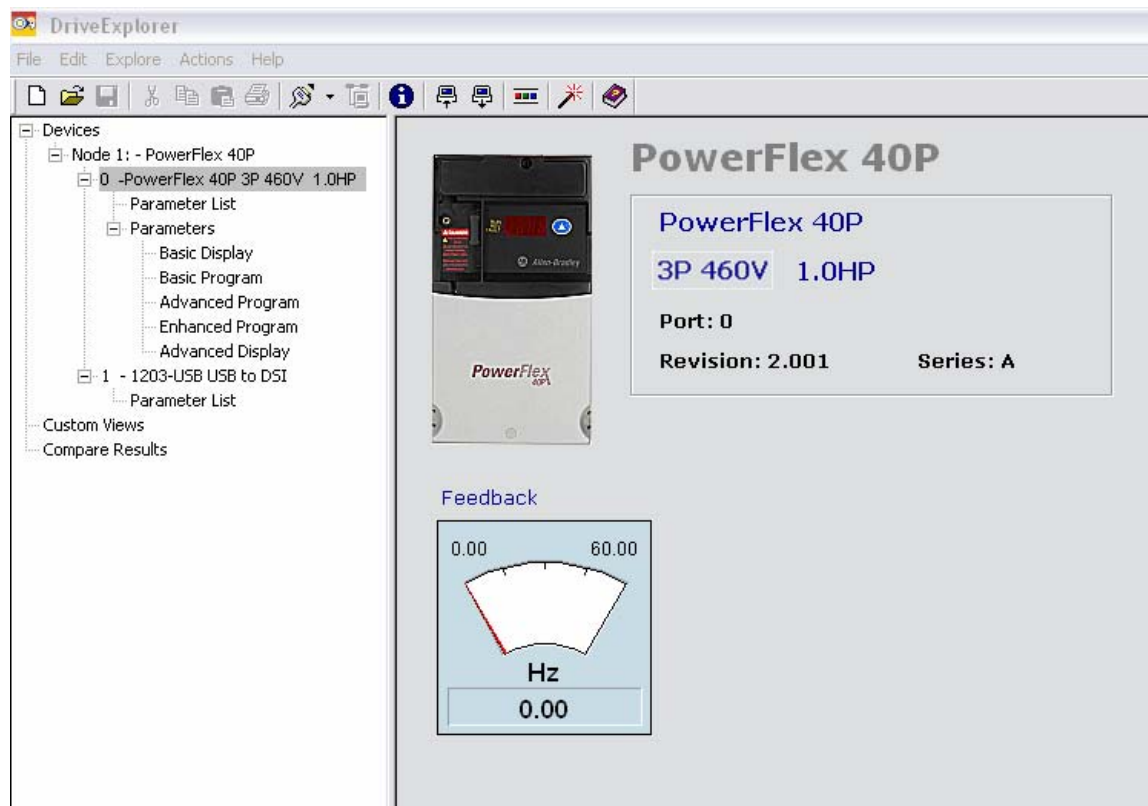 DriveExplorer
File Edit Explore Actions Help
Devices
Node 1: - PowerFlex 40P
0 -PowerFlex 40P 3P 460V 1.0HP
Parameter List
Parameters
Basic Display
Basic Program
Advanced Program
Enhanced Program
Advanced Display
1 - 1203-USB USB to DSI
Parameter List
Custom Views
Compare Results
PowerFlex 40P
PowerFlex 40P
3P 460V 1.0HP
Port: 0
Revision: 2.001 Series: A
Allen-Bradley
PowerFlex
40P
Feedback
0.00 60.00
Hz
0.00